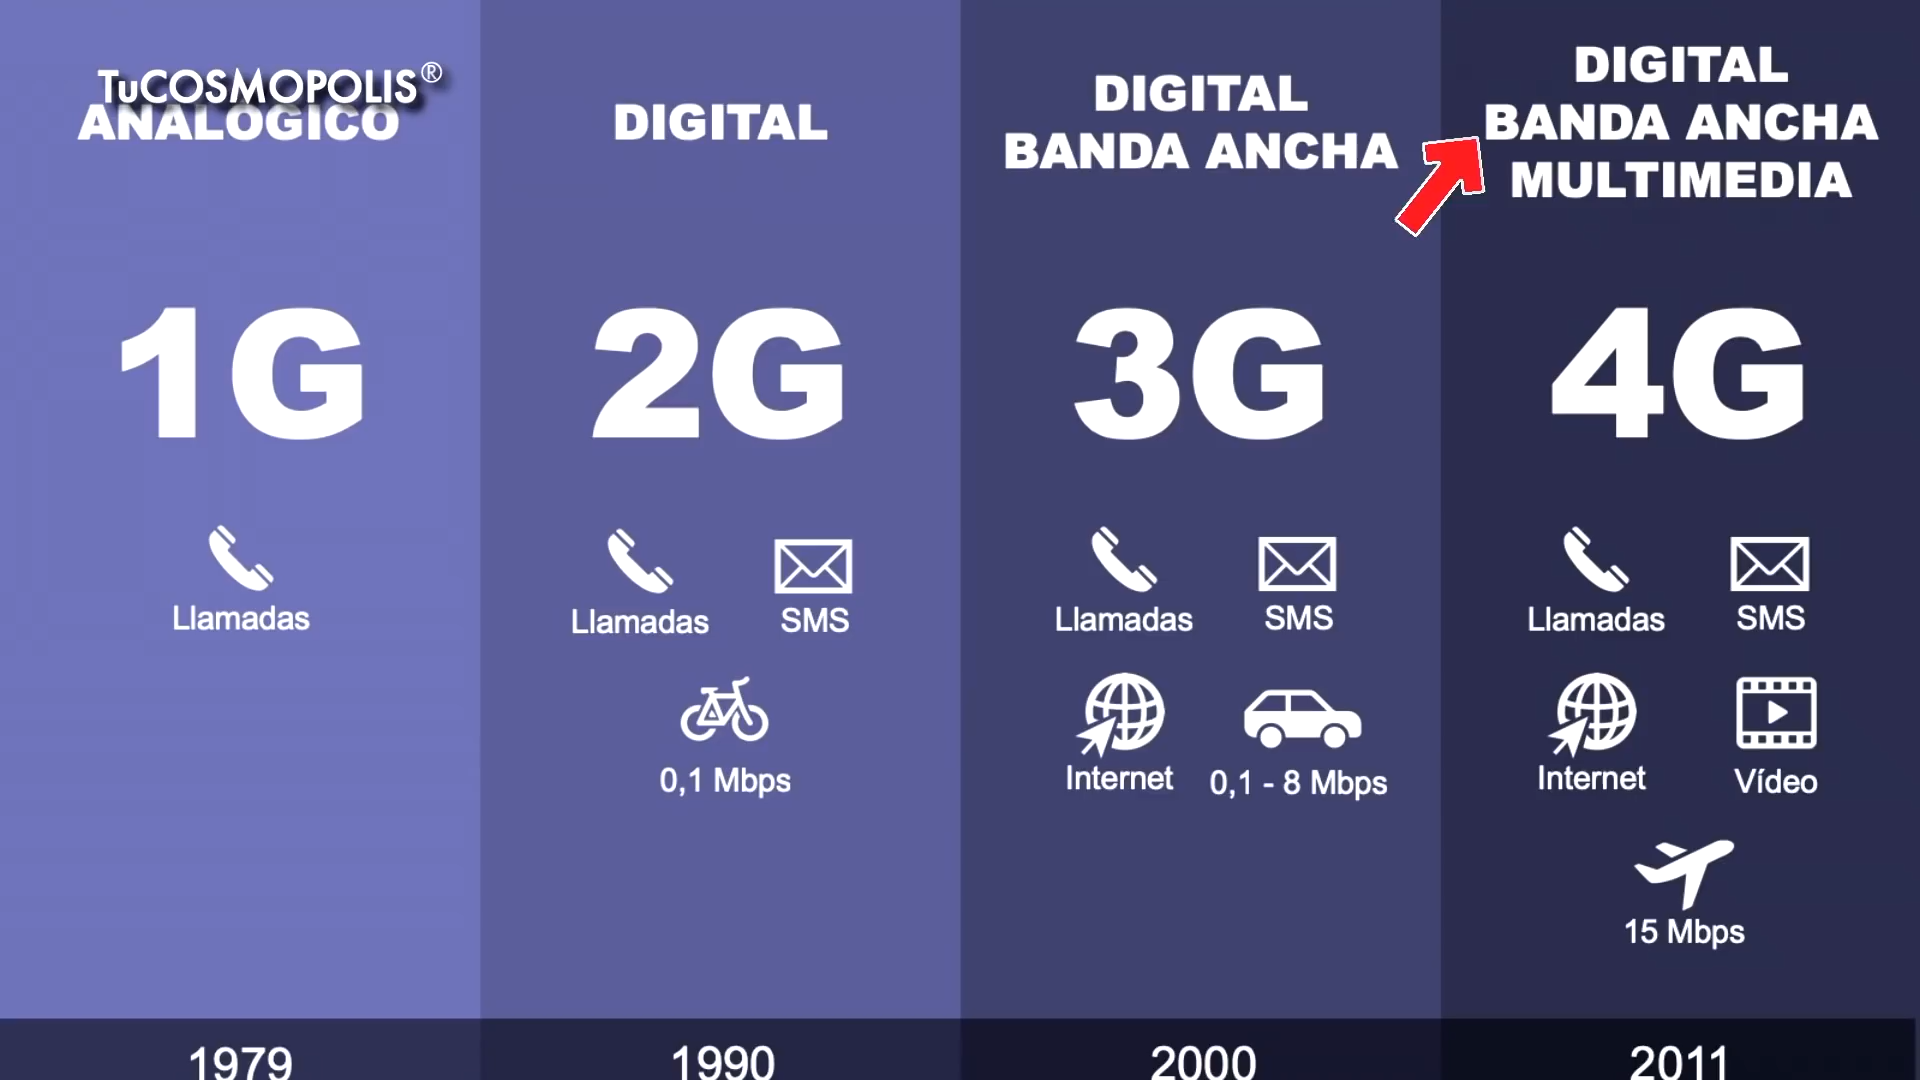 TuCOSMOPOLIS®
ANALOGICO
1G
Llamadas
1979
DIGITAL
2G
Llamadas
SMS
0,1 Mbps
1990
DIGITAL
BANDA ANCHA
3G
Llamadas
SMS
Internet
0,1 - 8 Mbps
2000
DIGITAL
BANDA ANCHA
MULTIMEDIA
4G
Llamadas
SMS
Internet
Vídeo
15 Mbps
2011